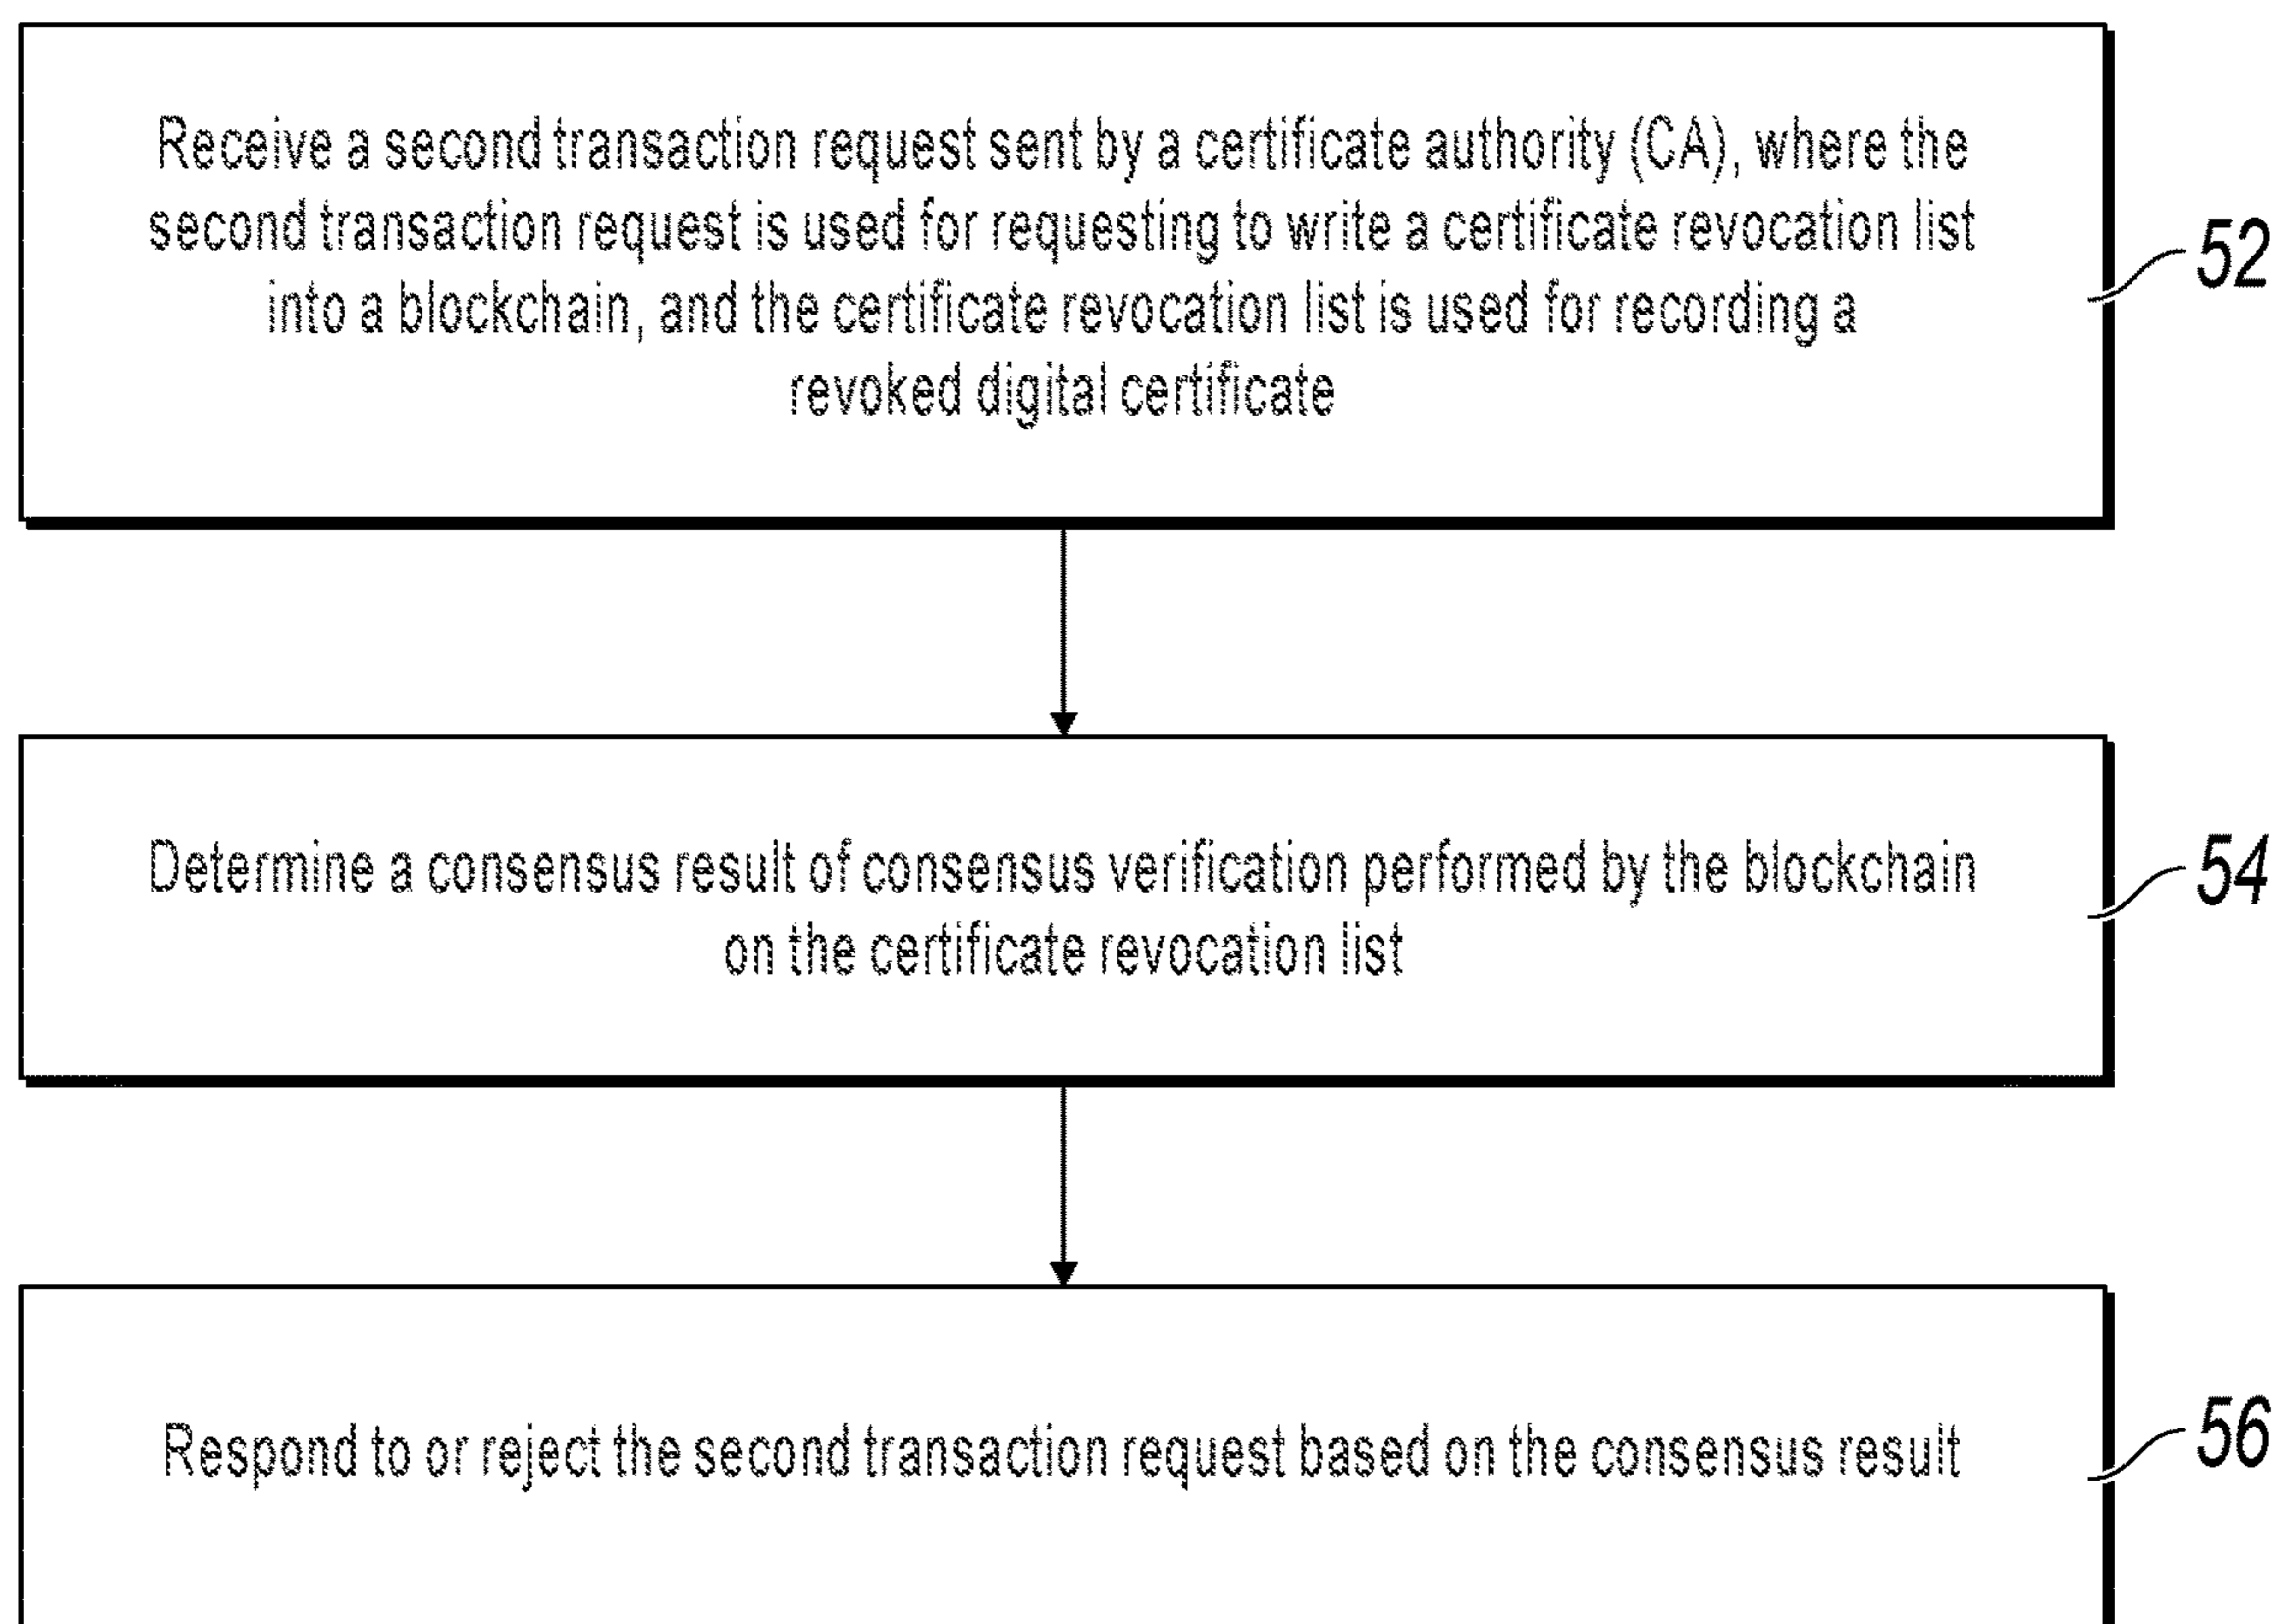 Receive a second transaction request sent by a certificate authority (CA), where the
second transaction request is used for requesting to write a certificate revocation list
into a blockchain, and the certificate revocation list is used for recording a
revoked digital certificate
52
Determine a consensus result of consensus verification performed by the blockchain
on the certificate revocation list
54
Respond to or reject the second transaction request based on the consensus result
56